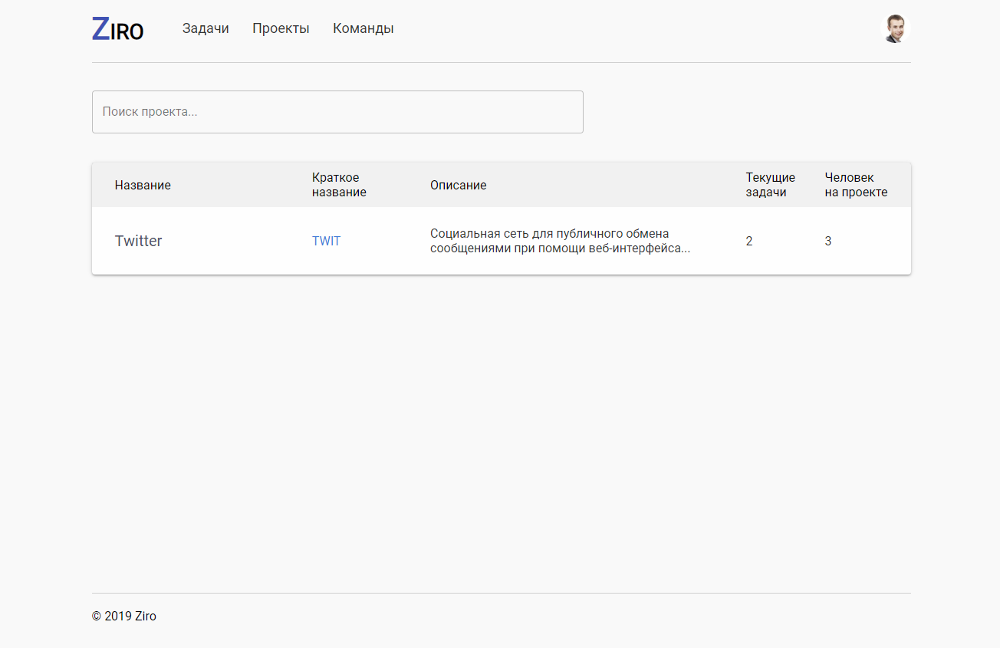 ZIRO Задачи Проекты Команды
Поиск проекта...
Название Краткое название Описание Текущие задачи Человек на проекте
Twitter TWIT Социальная сеть для публичного обмена сообщениями при помощи веб-интерфейса... 2 3
© 2019 Ziro